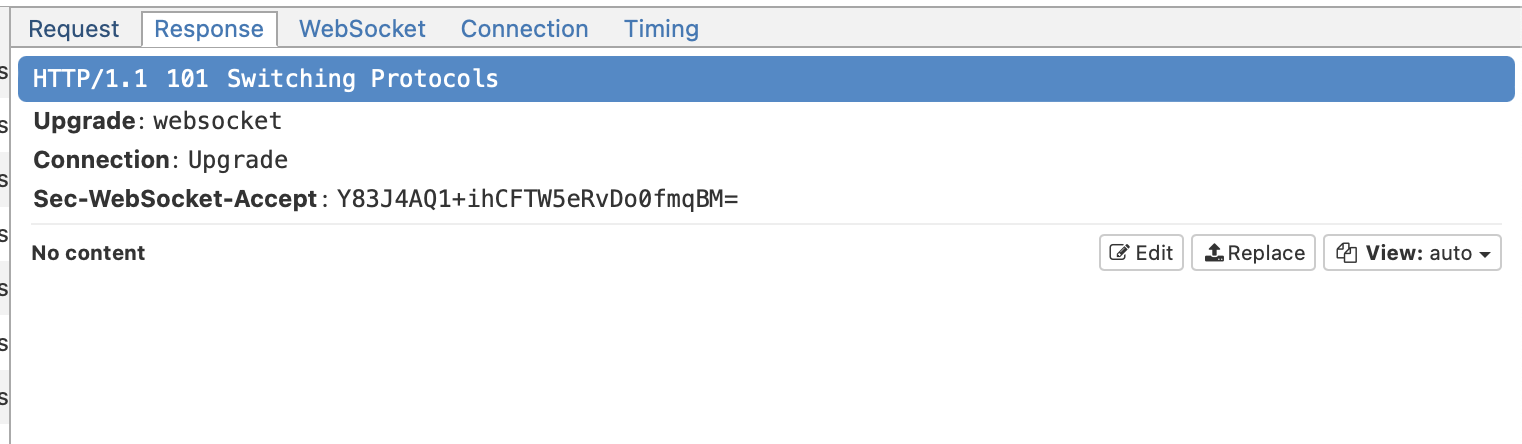 Request Response WebSocket Connection Timing
HTTP/1.1 101 Switching Protocols
Upgrade: websocket
Connection: Upgrade
Sec-WebSocket-Accept: Y83J4AQ1+ihCFTW5eRvDo0fmqBM=
No content Edit Replace View: auto